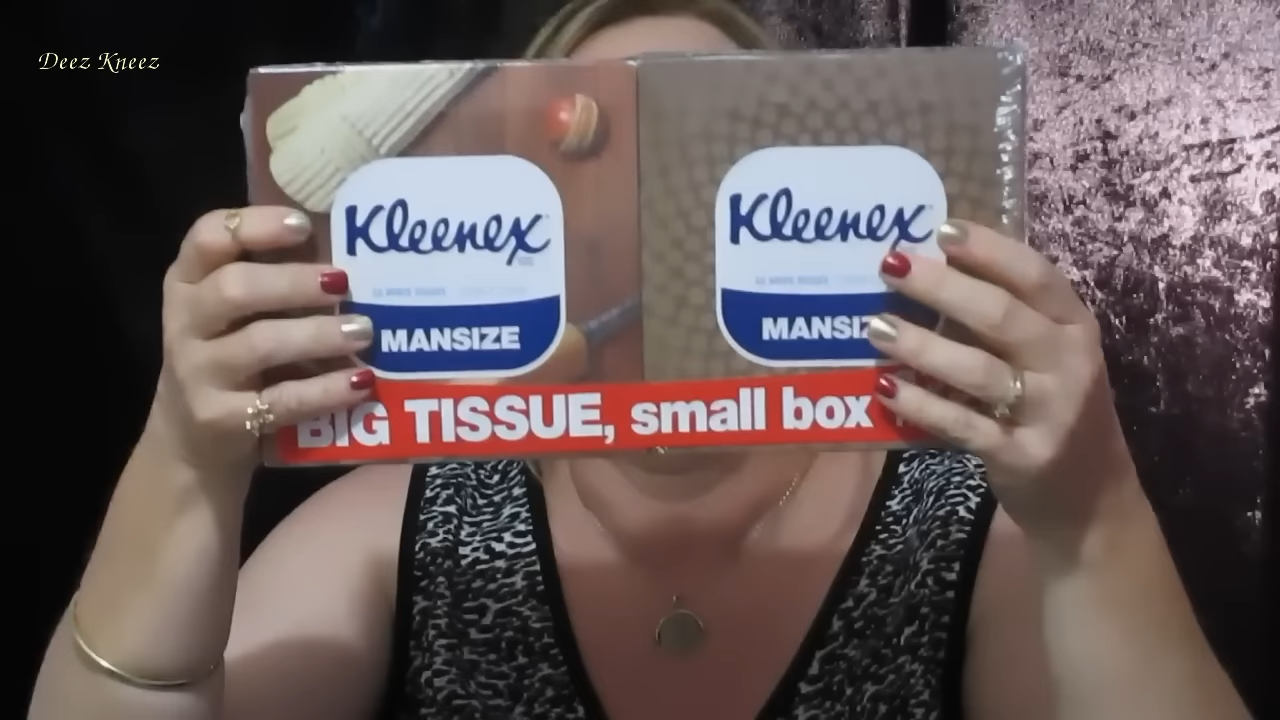 Deez Kneez
Kleenex
MANSIZE
Kleenex
MANSIZ
BIG TISSUE, small box